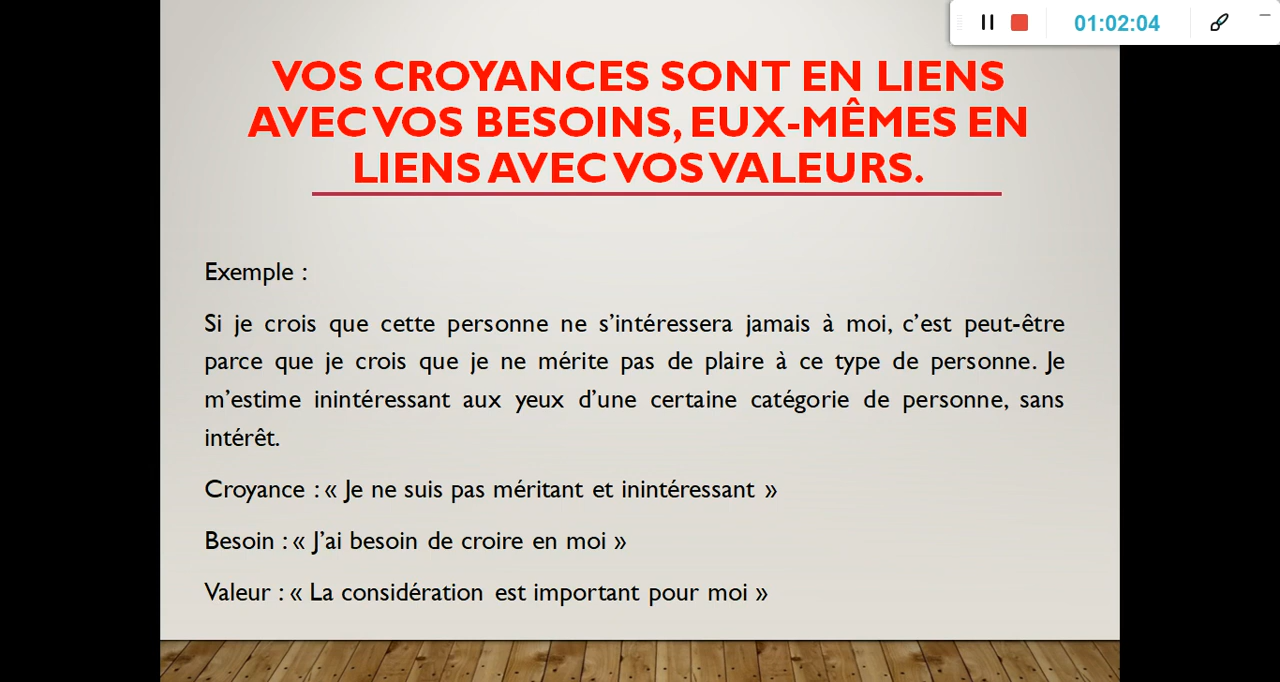 01:02:04
VOS CROYANCES SONT EN LIENS
AVEC VOS BESOINS, EUX-MÊMES EN
LIENS AVEC VOS VALEURS.
Exemple :
Si je crois que cette personne ne s’intéressera jamais à moi, c’est peut-être
parce que je crois que je ne mérite pas de plaire à ce type de personne. Je
m’estime inintéressant aux yeux d’une certaine catégorie de personne, sans
intérêt.
Croyance : « Je ne suis pas méritant et inintéressant »
Besoin : « J’ai besoin de croire en moi »
Valeur : « La considération est important pour moi »